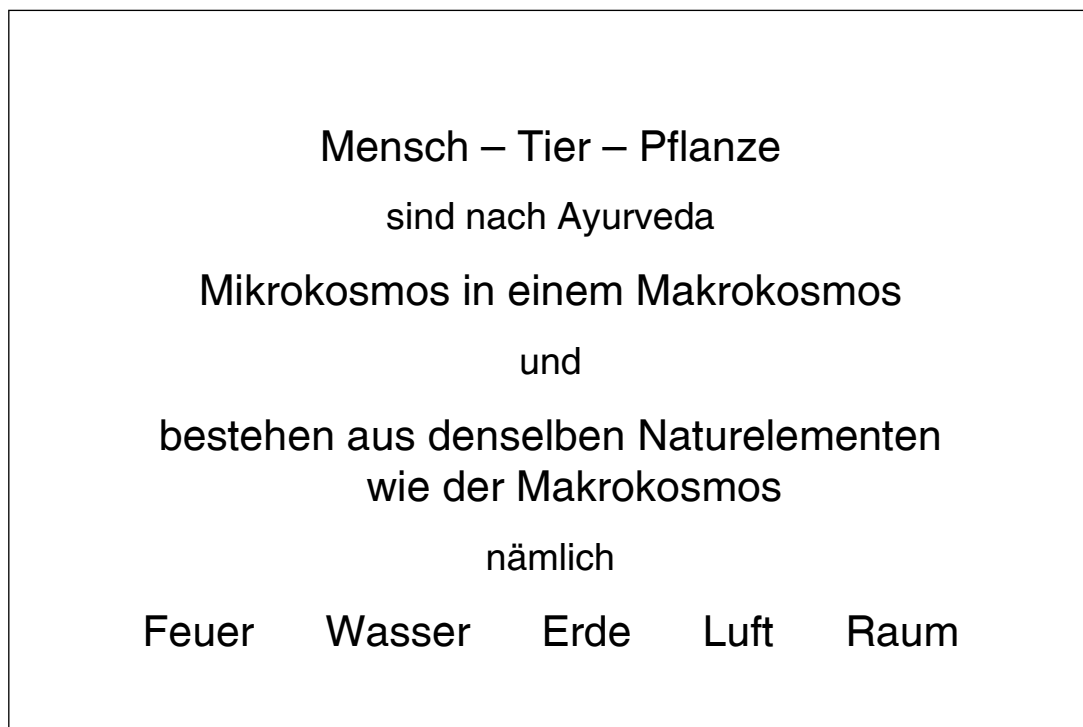 Mensch – Tier – Pflanze
sind nach Ayurveda
Mikrokosmos in einem Makrokosmos
und
bestehen aus denselben Naturelementen
wie der Makrokosmos
nämlich
Feuer Wasser Erde Luft Raum